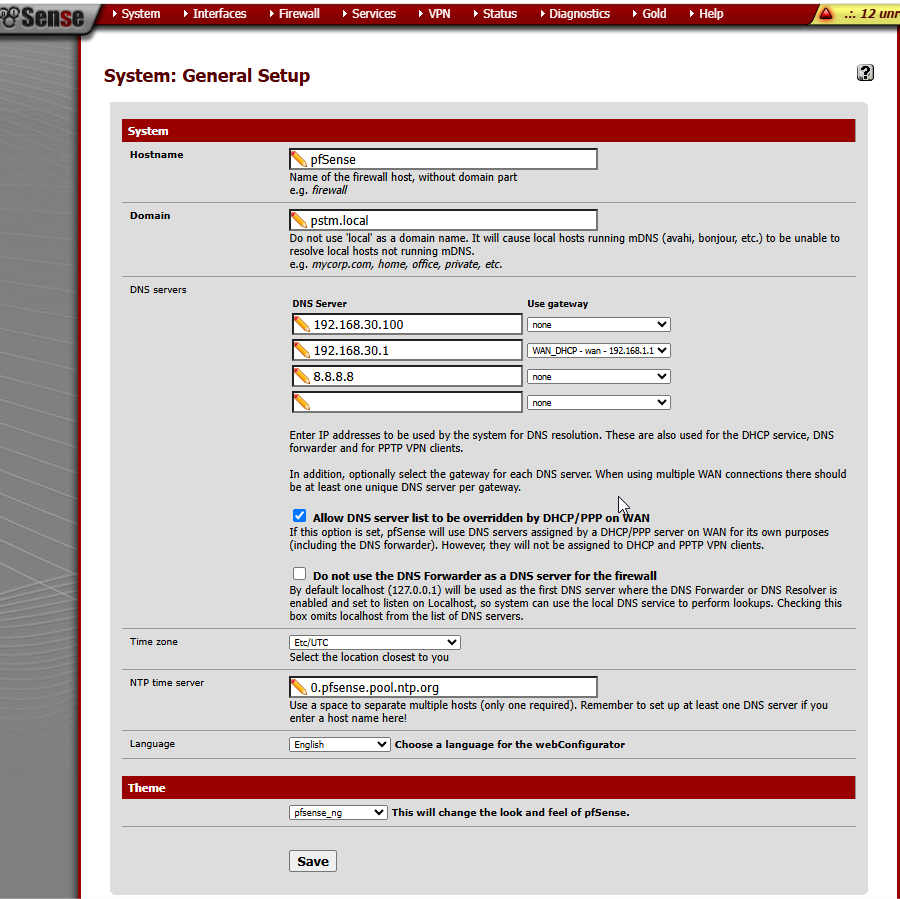 Sense
System Interfaces Firewall Services VPN Status Diagnostics Gold Help
.:. 12 unr
System: General Setup
?
System
Hostname
pfSense
Name of the firewall host, without domain part
e.g. firewall
Domain
pstm.local
Do not use 'local' as a domain name. It will cause local hosts running mDNS (avahi, bonjour, etc.) to be unable to
resolve local hosts not running mDNS.
e.g. mycorp.com, home, office, private, etc.
DNS servers
DNS Server Use gateway
192.168.30.100 none
192.168.30.1 WAN_DHCP - wan - 192.168.1.1
8.8.8.8 none
none
Enter IP addresses to be used by the system for DNS resolution. These are also used for the DHCP service, DNS
forwarder and for PPTP VPN clients.
In addition, optionally select the gateway for each DNS server. When using multiple WAN connections there should
be at least one unique DNS server per gateway.
Allow DNS server list to be overridden by DHCP/PPP on WAN
If this option is set, pfSense will use DNS servers assigned by a DHCP/PPP server on WAN for its own purposes
(including the DNS forwarder). However, they will not be assigned to DHCP and PPTP VPN clients.
Do not use the DNS Forwarder as a DNS server for the firewall
By default localhost (127.0.0.1) will be used as the first DNS server where the DNS Forwarder or DNS Resolver is
enabled and set to listen on Localhost, so system can use the local DNS service to perform lookups. Checking this
box omits localhost from the list of DNS servers.
Time zone
Etc/UTC
Select the location closest to you
NTP time server
0.pfsense.pool.ntp.org
Use a space to separate multiple hosts (only one required). Remember to set up at least one DNS server if you
enter a host name here!
Language
English Choose a language for the webConfigurator
Theme
pfsense_ng This will change the look and feel of pfSense.
Save